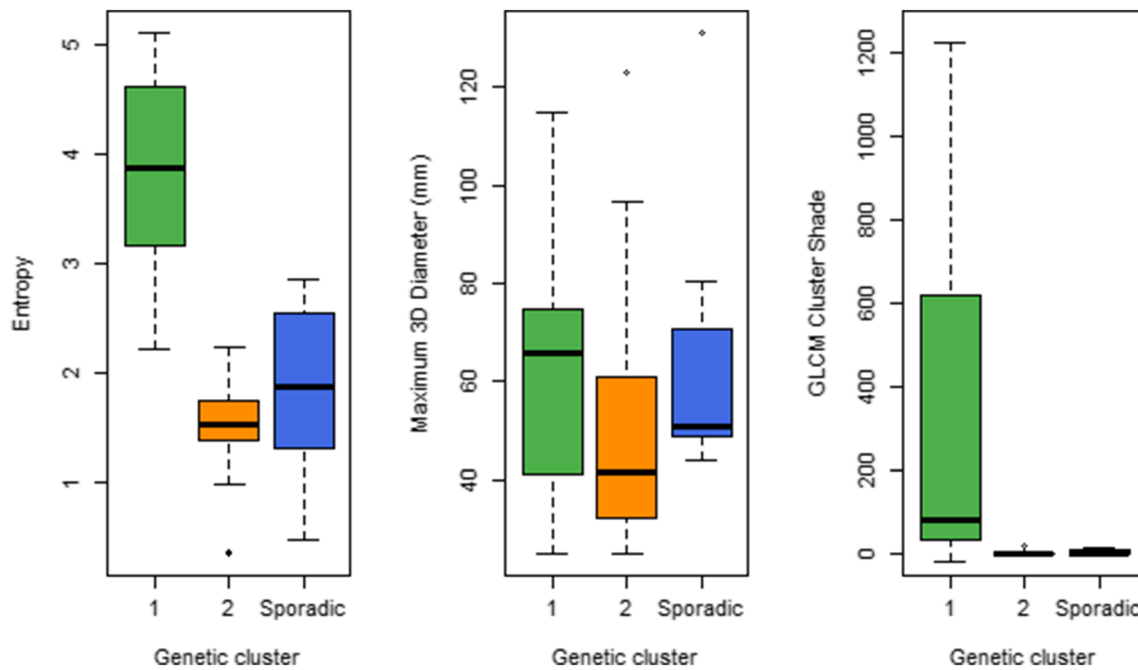 Entropy
5
4
3
2
1
1 2 Sporadic
Genetic cluster
Maximum 3D Diameter (mm)
120
100
80
60
40
1 2 Sporadic
Genetic cluster
GLCM Cluster Shade
1200
1000
800
600
400
200
0
1 2 Sporadic
Genetic cluster